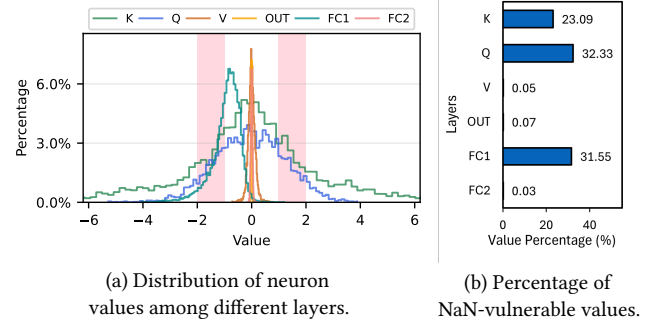 K Q V OUT FC1 FC2
Percentage
6.0%
3.0%
0.0%
−6 −4 −2 0 2 4 6
Value
(a) Distribution of neuron
values among different layers.
Layers
K 23.09
Q 32.33
V 0.05
OUT 0.07
FC1 31.55
FC2 0.03
0 20 40
Value Percentage (%)
(b) Percentage of
NaN-vulnerable values.